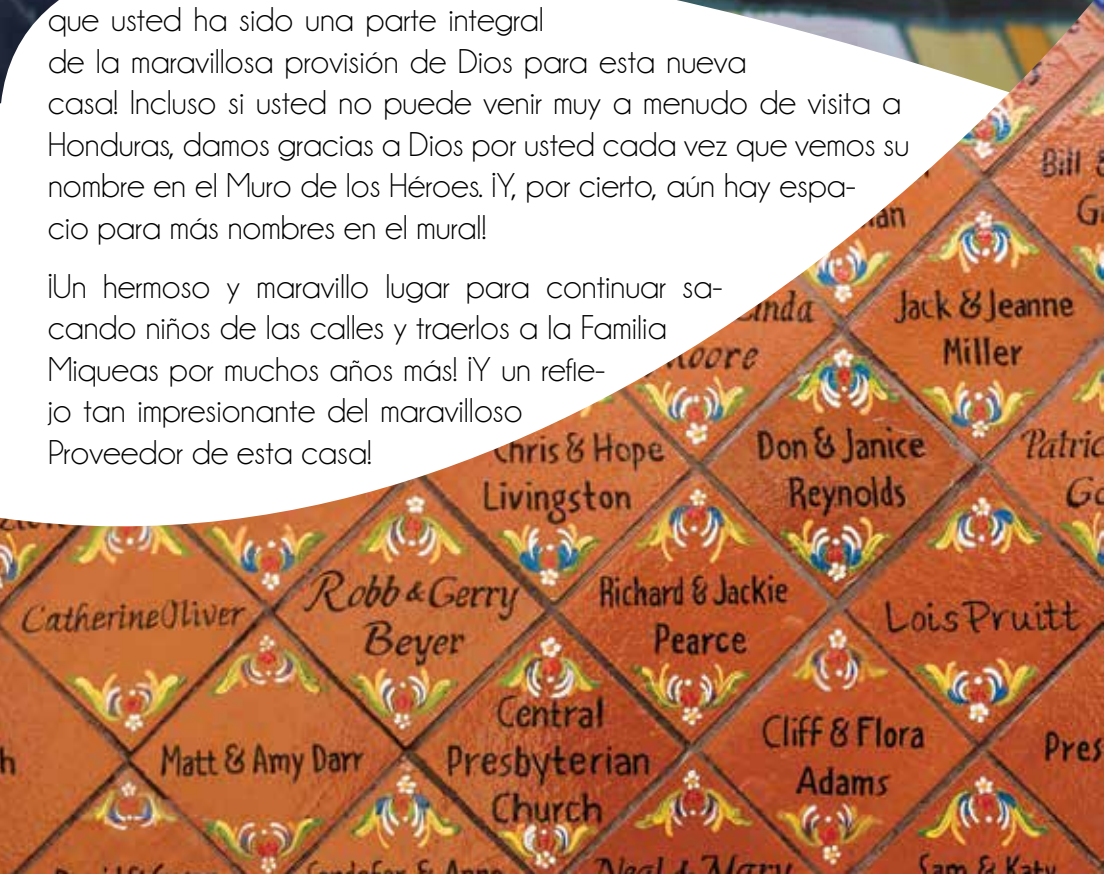 que usted ha sido una parte integral
de la maravillosa provisión de Dios para esta nueva
casa! Incluso si usted no puede venir muy a menudo de visita a
Honduras, damos gracias a Dios por usted cada vez que vemos su
nombre en el Muro de los Héroes. ¡Y, por cierto, aún hay espa-
cio para más nombres en el mural!
¡Un hermoso y maravillo lugar para continuar sa-
cando niños de las calles y traerlos a la Familia
Miqueas por muchos años más! ¡Y un refle-
jo tan impresionante del maravilloso
Proveedor de esta casa!
Bill &
Jack & Jeanne
Miller
Chris & Hope
Livingston
Don & Janice
Reynolds
Catherine Oliver
Robb & Gerry
Beyer
Richard & Jackie
Pearce
Lois Pruitt
Matt & Amy Darr
Central
Presbyterian
Church
Cliff & Flora
Adams
Pres
Neal & Mary
Sam & Katy